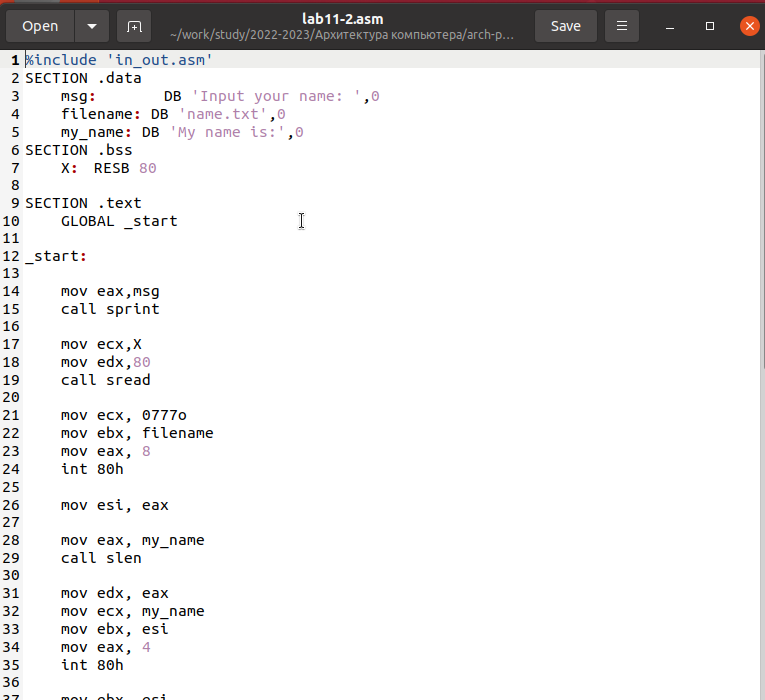 Open
lab11-2.asm
~/work/study/2022-2023/Архитектура компьютера/arch-p...
Save
1 %include 'in_out.asm'
2 SECTION .data
3     msg:        DB 'Input your name: ',0
4     filename: DB 'name.txt',0
5     my_name: DB 'My name is:',0
6 SECTION .bss
7     X:  RESB 80
8
9 SECTION .text
10     GLOBAL _start
11
12 _start:
13
14     mov eax,msg
15     call sprint
16
17     mov ecx,X
18     mov edx,80
19     call sread
20
21     mov ecx, 0777o
22     mov ebx, filename
23     mov eax, 8
24     int 80h
25
26     mov esi, eax
27
28     mov eax, my_name
29     call slen
30
31     mov edx, eax
32     mov ecx, my_name
33     mov ebx, esi
34     mov eax, 4
35     int 80h
36
37     mov ebx, esi